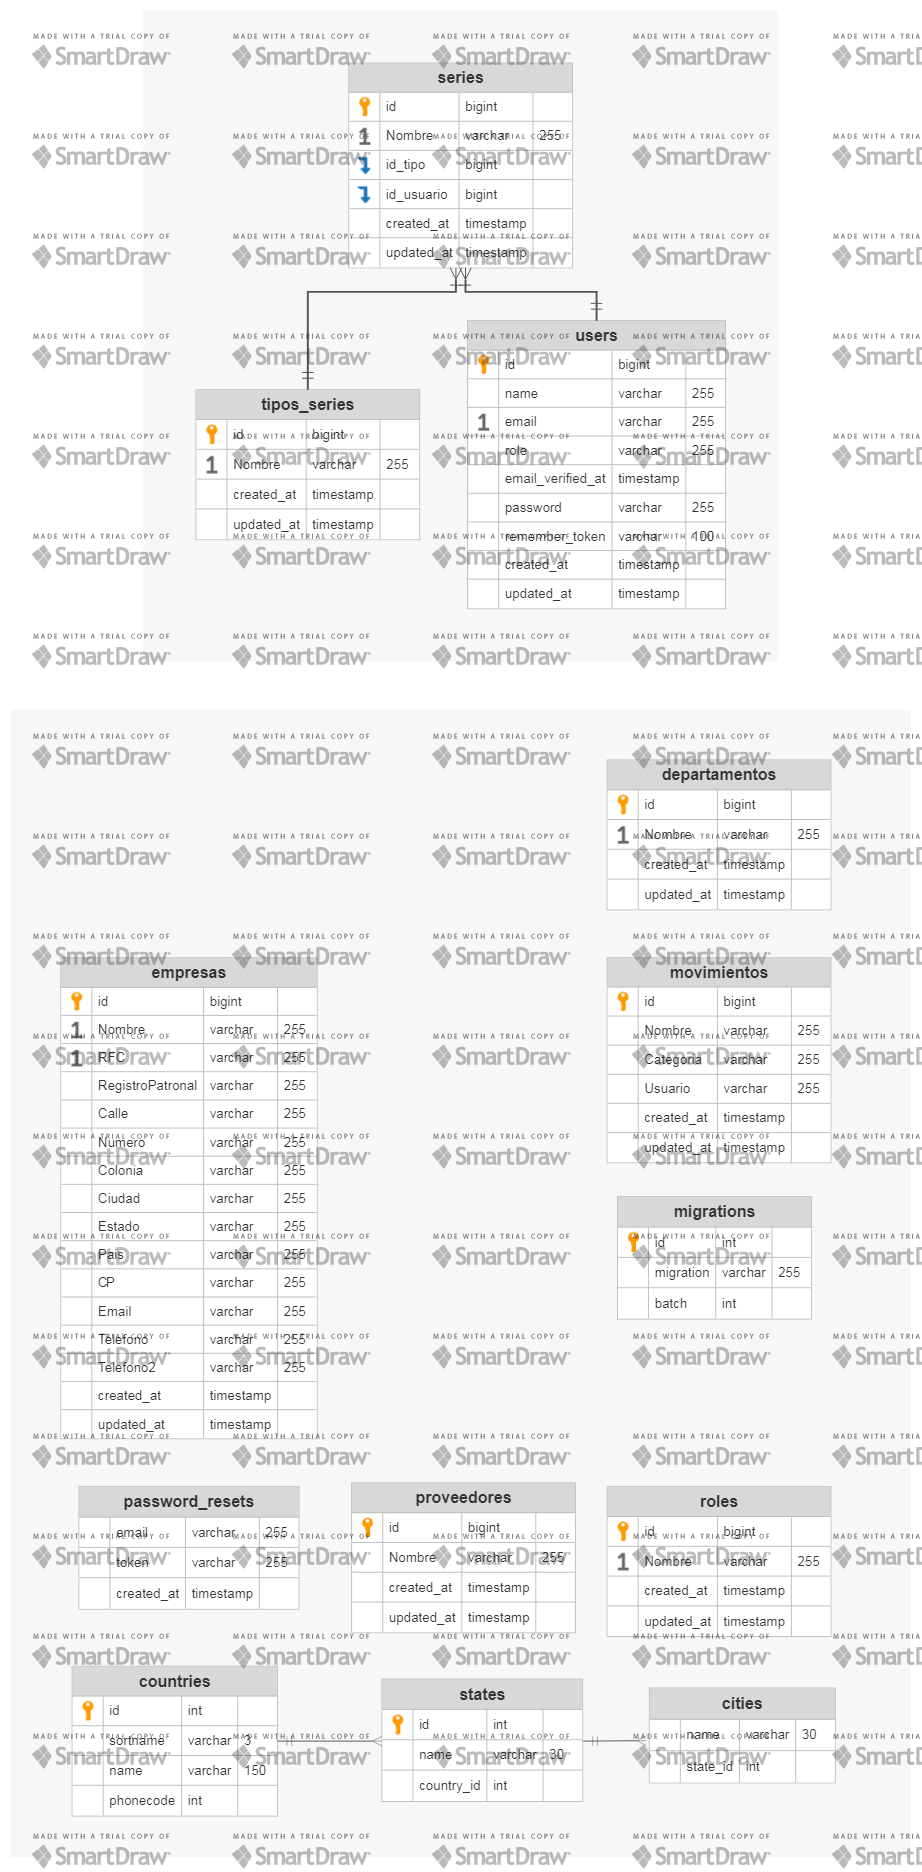 MADE WITH A TRIAL COPY OF
SmartDraw
series
id bigint
Nombre varchar 255
id_tipo bigint
id_usuario bigint
created_at timestamp
updated_at timestamp
users
id bigint
name varchar 255
email varchar 255
role varchar 255
email_verified_at timestamp
password varchar 255
remember_token varchar 100
created_at timestamp
updated_at timestamp
tipos_series
id bigint
Nombre varchar 255
created_at timestamp
updated_at timestamp
departamentos
id bigint
Nombre varchar 255
created_at timestamp
updated_at timestamp
empresas
id bigint
Nombre varchar 255
RFC varchar 255
RegistroPatronal varchar 255
Calle varchar 255
Numero varchar 255
Colonia varchar 255
Ciudad varchar 255
Estado varchar 255
Pais varchar 255
CP varchar 255
Email varchar 255
Telefono varchar 255
Telefono2 varchar 255
created_at timestamp
updated_at timestamp
movimientos
id bigint
Nombre varchar 255
Categoria varchar 255
Usuario varchar 255
created_at timestamp
updated_at timestamp
migrations
id int
migration varchar 255
batch int
password_resets
email varchar 255
token varchar 255
created_at timestamp
proveedores
id bigint
Nombre varchar 255
created_at timestamp
updated_at timestamp
roles
id bigint
Nombre varchar 255
created_at timestamp
updated_at timestamp
countries
id int
sortname varchar 3
name varchar 150
phonecode int
states
id int
name varchar 30
country_id int
cities
name varchar 30
state_id int